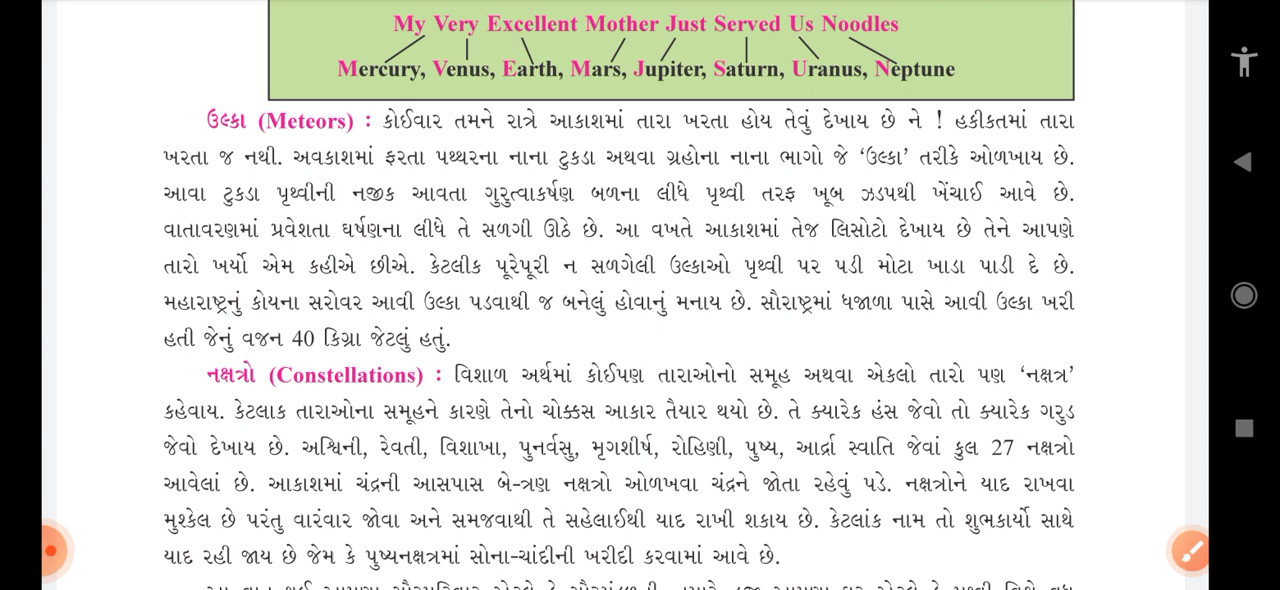 My Very Excellent Mother Just Served Us Noodles
Mercury, Venus, Earth, Mars, Jupiter, Saturn, Uranus, Neptune
ઉલ્કા (Meteors) : કોઈવાર તમને રાત્રે આકાશમાં તારા ખરતા હોય તેવું દેખાય છે ને ! હકીકતમાં તારા
ખરતા જ નથી. અવકાશમાં ફરતા પથ્થરના નાના ટુકડા અથવા ગ્રહોના નાના ભાગો જે ‘ઉલ્કા’ તરીકે ઓળખાય છે.
આવા ટુકડા પૃથ્વીની નજીક આવતા ગુરુત્વાકર્ષણ બળના લીધે પૃથ્વી તરફ ખૂબ ઝડપથી ખેંચાઈ આવે છે.
વાતાવરણમાં પ્રવેશતા ઘર્ષણના લીધે તે સળગી ઊઠે છે. આ વખતે આકાશમાં તેજ લિસોટો દેખાય છે તેને આપણે
તારો ખર્યો એમ કહીએ છીએ. કેટલીક પૂરેપૂરી ન સળગેલી ઉલ્કાઓ પૃથ્વી પર પડી મોટા ખાડા પાડી દે છે.
મહારાષ્ટ્રનું કોયના સરોવર આવી ઉલ્કા પડવાથી જ બનેલું હોવાનું મનાય છે. સૌરાષ્ટ્રમાં ધજાળા પાસે આવી ઉલ્કા ખરી
હતી જેનું વજન 40 કિગ્રા જેટલું હતું.
નક્ષત્રો (Constellations) : વિશાળ અર્થમાં કોઈપણ તારાઓનો સમૂહ અથવા એકલો તારો પણ ‘નક્ષત્ર’
કહેવાય. કેટલાક તારાઓના સમૂહને કારણે તેનો ચોક્કસ આકાર તૈયાર થયો છે. તે ક્યારેક હંસ જેવો તો ક્યારેક ગરુડ
જેવો દેખાય છે. અશ્વિની, રેવતી, વિશાખા, પુનર્વસુ, મૃગશીર્ષ, રોહિણી, પુષ્ય, આર્દ્રા સ્વાતિ જેવાં કુલ 27 નક્ષત્રો
આવેલાં છે. આકાશમાં ચંદ્રની આસપાસ બે-ત્રણ નક્ષત્રો ઓળખવા ચંદ્રને જોતા રહેવું પડે. નક્ષત્રોને યાદ રાખવા
મુશ્કેલ છે પરંતુ વારંવાર જોવા અને સમજવાથી તે સહેલાઈથી યાદ રાખી શકાય છે. કેટલાંક નામ તો શુભકાર્યો સાથે
યાદ રહી જાય છે જેમ કે પુષ્યનક્ષત્રમાં સોના-ચાંદીની ખરીદી કરવામાં આવે છે.